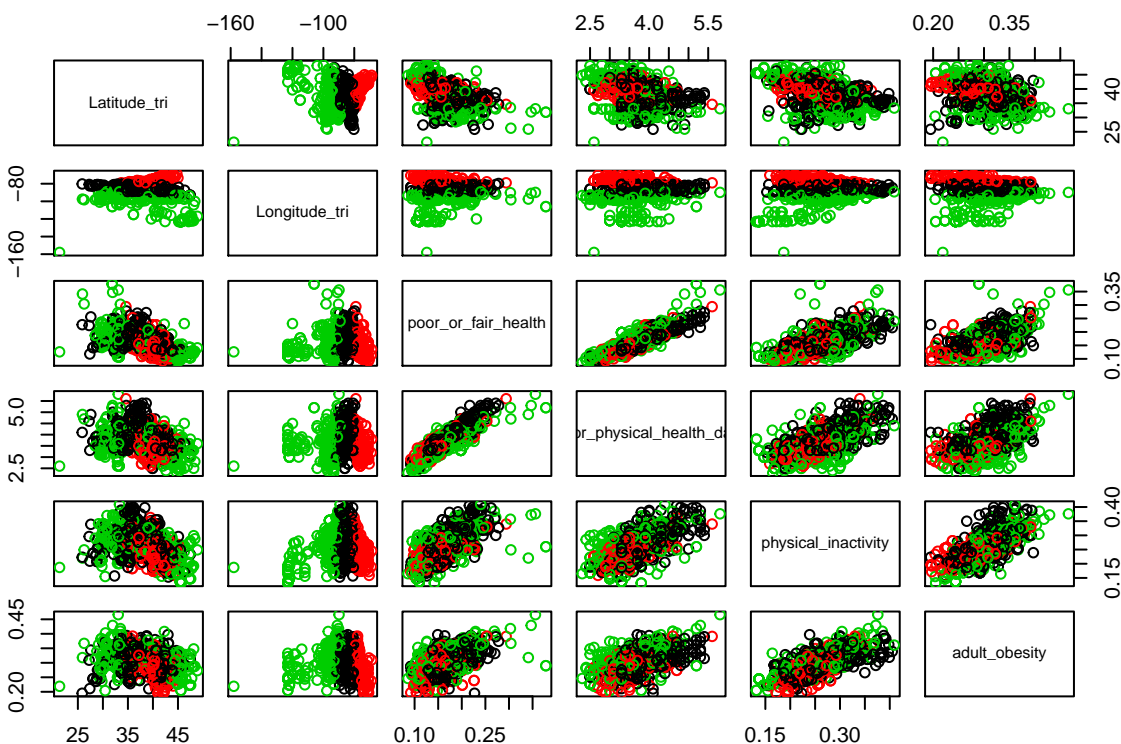 −160 −100 2.5 4.0 5.5 0.20 0.35
Latitude_tri
25 40
−160 −80
Longitude_tri
poor_or_fair_health
0.10 0.35
2.5 5.0
or_physical_health_da
physical_inactivity
0.15 0.40
0.20 0.45
adult_obesity
25 35 45 0.10 0.25 0.15 0.30